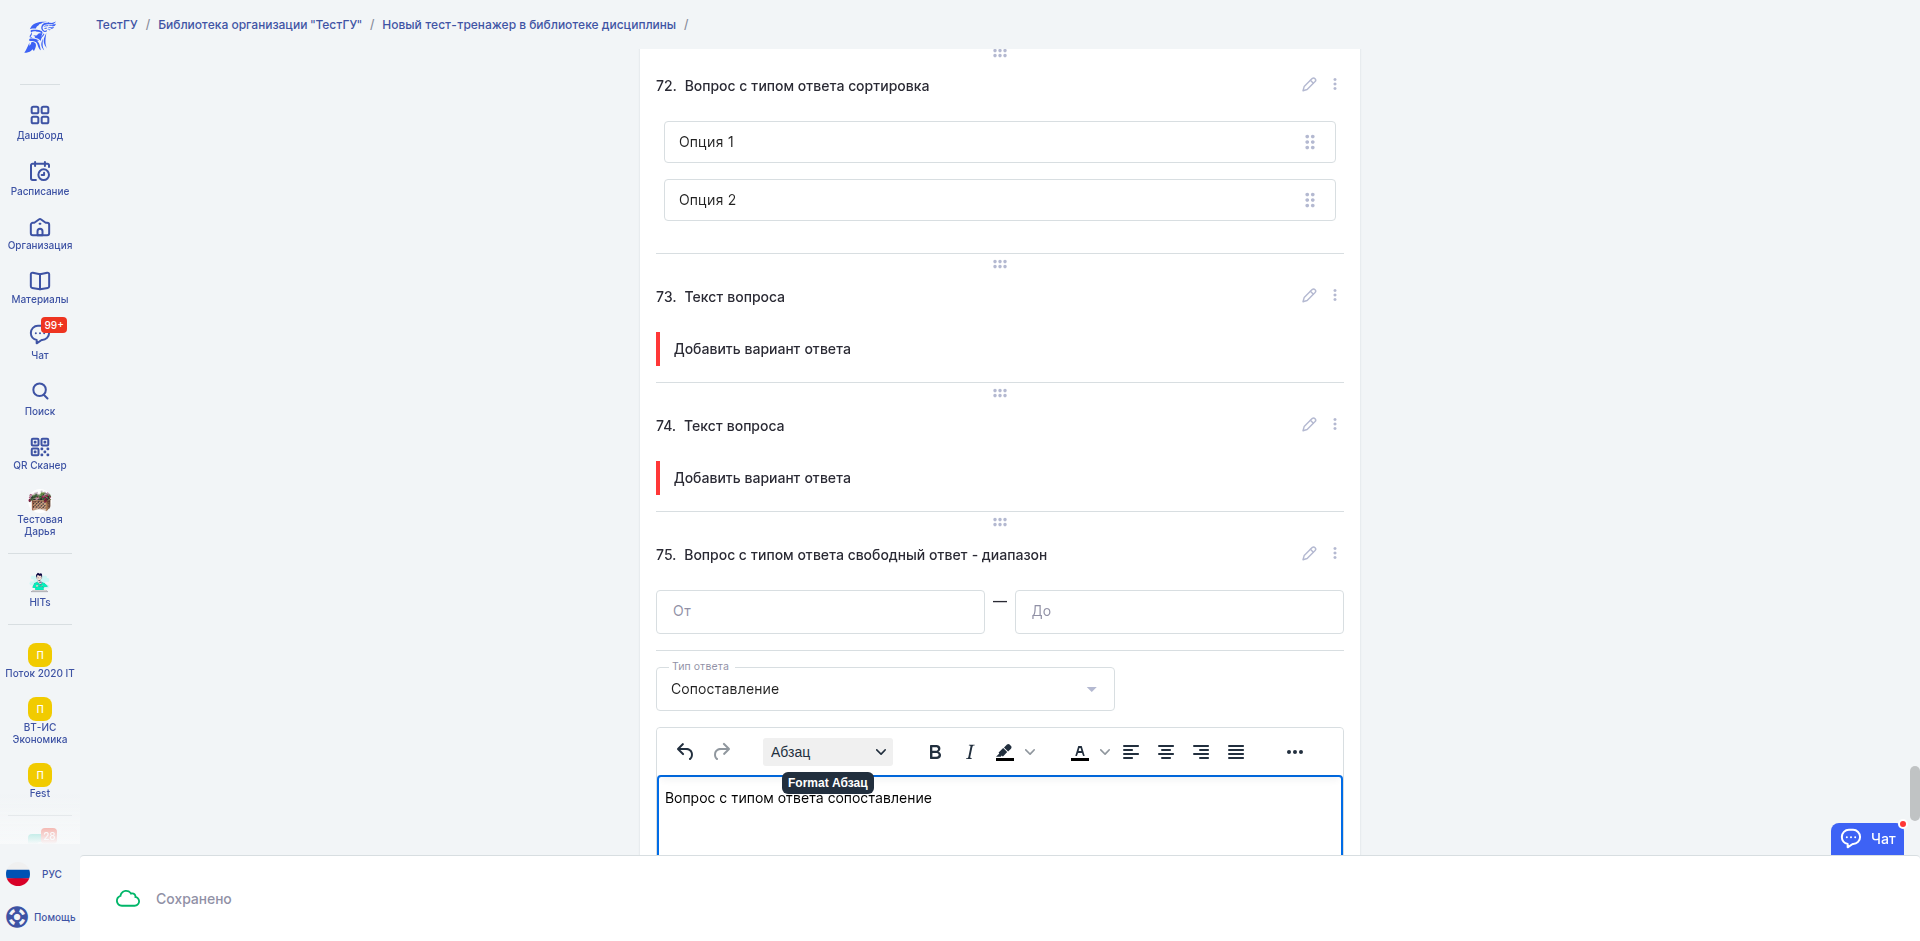 ТестГУ / Библиотека организации "ТестГУ" / Новый тест-тренажер в библиотеке дисциплины /
Дашборд
Расписание
Организация
Материалы
99+
Чат
Поиск
QR Сканер
Тестовая
Дарья
HITs
П
Поток 2020 IT
П
ВТ-ИС
Экономика
П
Fest
28
РУС
Помощь
72. Вопрос с типом ответа сортировка
Опция 1
Опция 2
73. Текст вопроса
Добавить вариант ответа
74. Текст вопроса
Добавить вариант ответа
75. Вопрос с типом ответа свободный ответ - диапазон
От — До
Тип ответа
Сопоставление
Абзац B I A
Format Абзац
Вопрос с типом ответа сопоставление
Чат
Сохранено